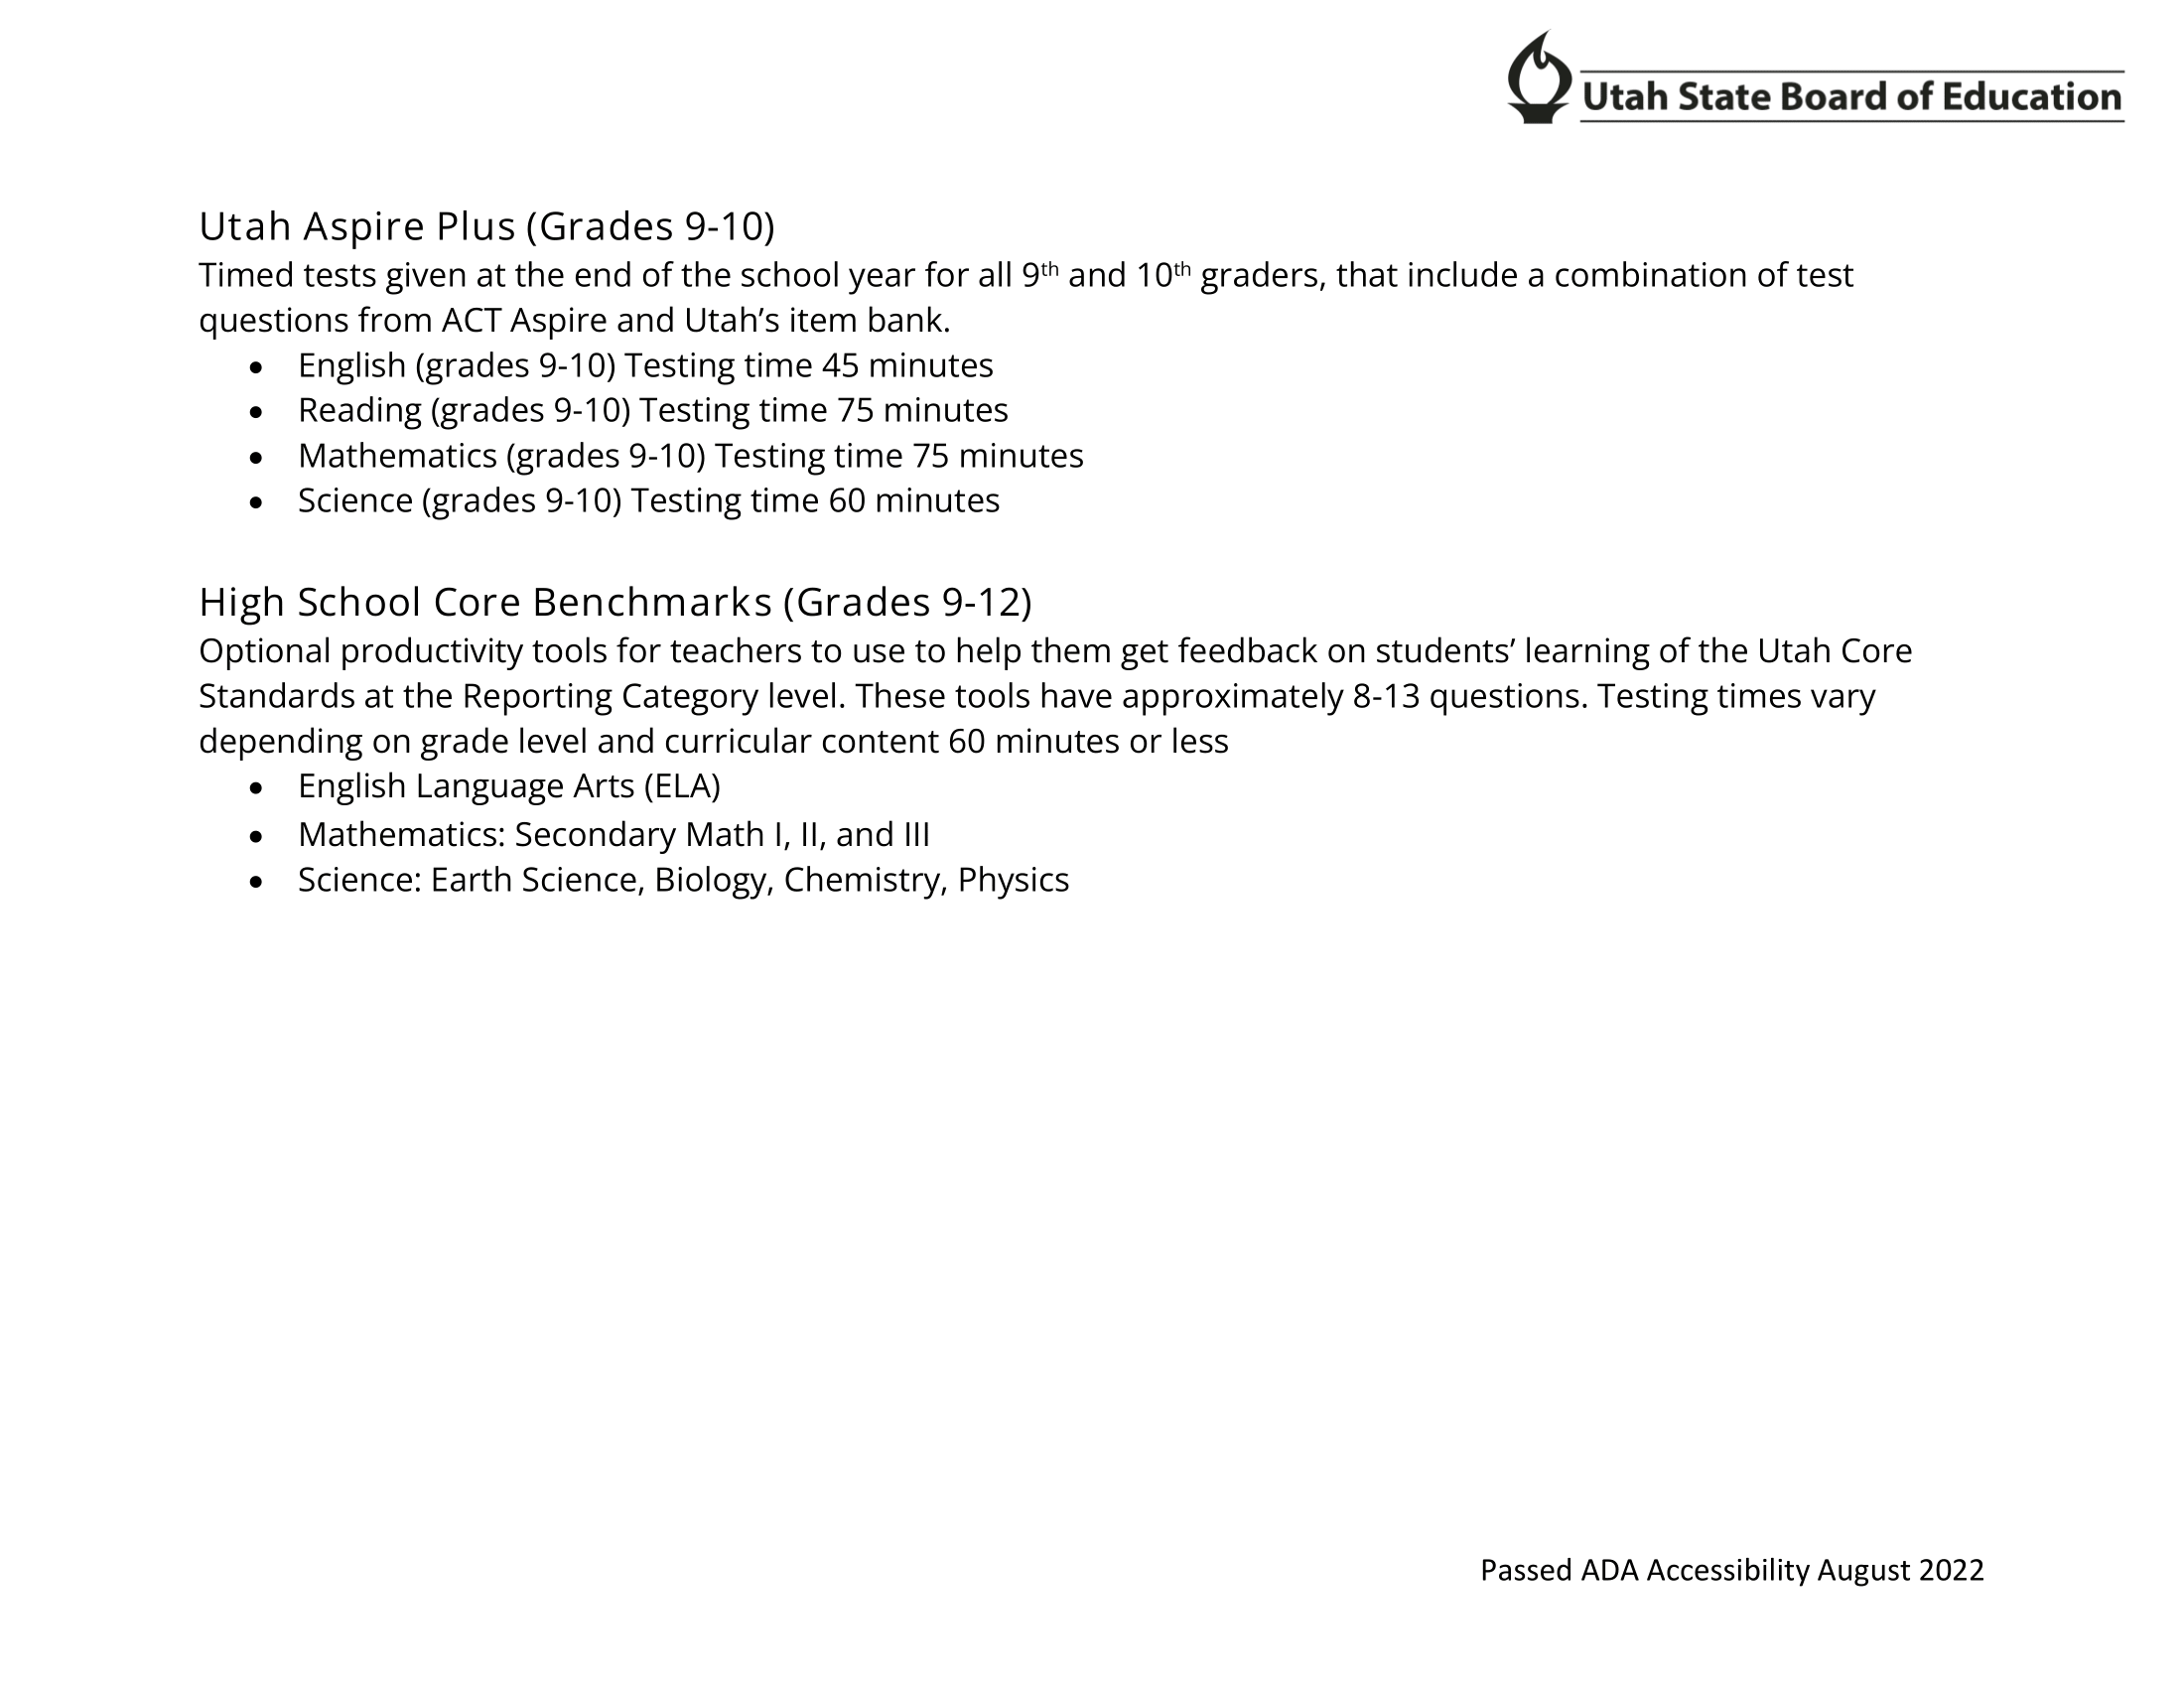 Utah State Board of Education
Utah Aspire Plus (Grades 9-10)
Timed tests given at the end of the school year for all 9th and 10th graders, that include a combination of test
questions from ACT Aspire and Utah’s item bank.
• English (grades 9-10) Testing time 45 minutes
• Reading (grades 9-10) Testing time 75 minutes
• Mathematics (grades 9-10) Testing time 75 minutes
• Science (grades 9-10) Testing time 60 minutes
High School Core Benchmarks (Grades 9-12)
Optional productivity tools for teachers to use to help them get feedback on students’ learning of the Utah Core
Standards at the Reporting Category level. These tools have approximately 8-13 questions. Testing times vary
depending on grade level and curricular content 60 minutes or less
• English Language Arts (ELA)
• Mathematics: Secondary Math I, II, and III
• Science: Earth Science, Biology, Chemistry, Physics
Passed ADA Accessibility August 2022